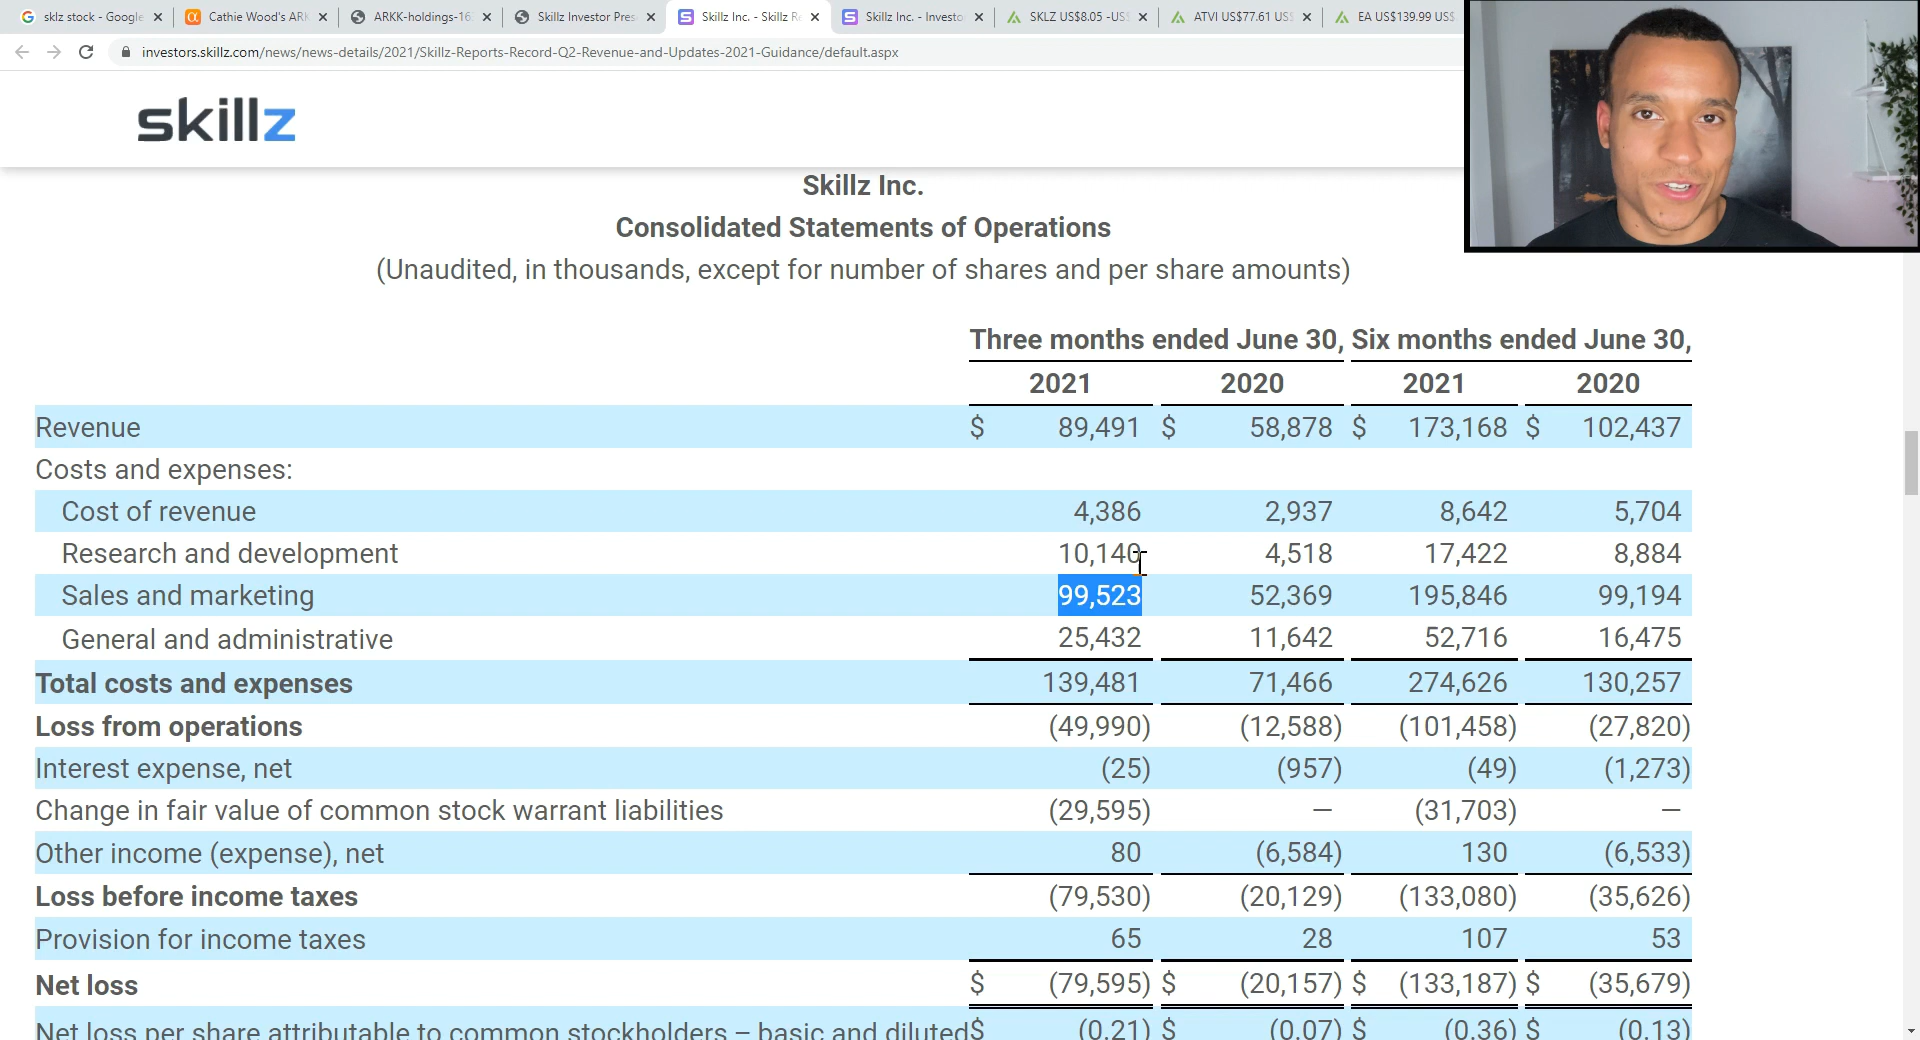 sklz stock - Google
Cathie Wood's ARK
ARKK-holdings-16
Skillz Investor Pres
Skillz Inc. - Skillz Re
Skillz Inc. - Investo
SKLZ US$8.05 -US
ATVI US$77.61 US$
EA US$139.99 US$
investors.skillz.com/news/news-details/2021/Skillz-Reports-Record-Q2-Revenue-and-Updates-2021-Guidance/default.aspx
skillz
Skillz Inc.
Consolidated Statements of Operations
(Unaudited, in thousands, except for number of shares and per share amounts)
Three months ended June 30, Six months ended June 30,
2021 2020 2021 2020
Revenue $ 89,491 $ 58,878 $ 173,168 $ 102,437
Costs and expenses:
Cost of revenue 4,386 2,937 8,642 5,704
Research and development 10,140 4,518 17,422 8,884
Sales and marketing 99,523 52,369 195,846 99,194
General and administrative 25,432 11,642 52,716 16,475
Total costs and expenses 139,481 71,466 274,626 130,257
Loss from operations (49,990) (12,588) (101,458) (27,820)
Interest expense, net (25) (957) (49) (1,273)
Change in fair value of common stock warrant liabilities (29,595) — (31,703) —
Other income (expense), net 80 (6,584) 130 (6,533)
Loss before income taxes (79,530) (20,129) (133,080) (35,626)
Provision for income taxes 65 28 107 53
Net loss $ (79,595) $ (20,157) $ (133,187) $ (35,679)
Net loss per share attributable to common stockholders – basic and diluted $ (0.21) $ (0.07) $ (0.36) $ (0.13)